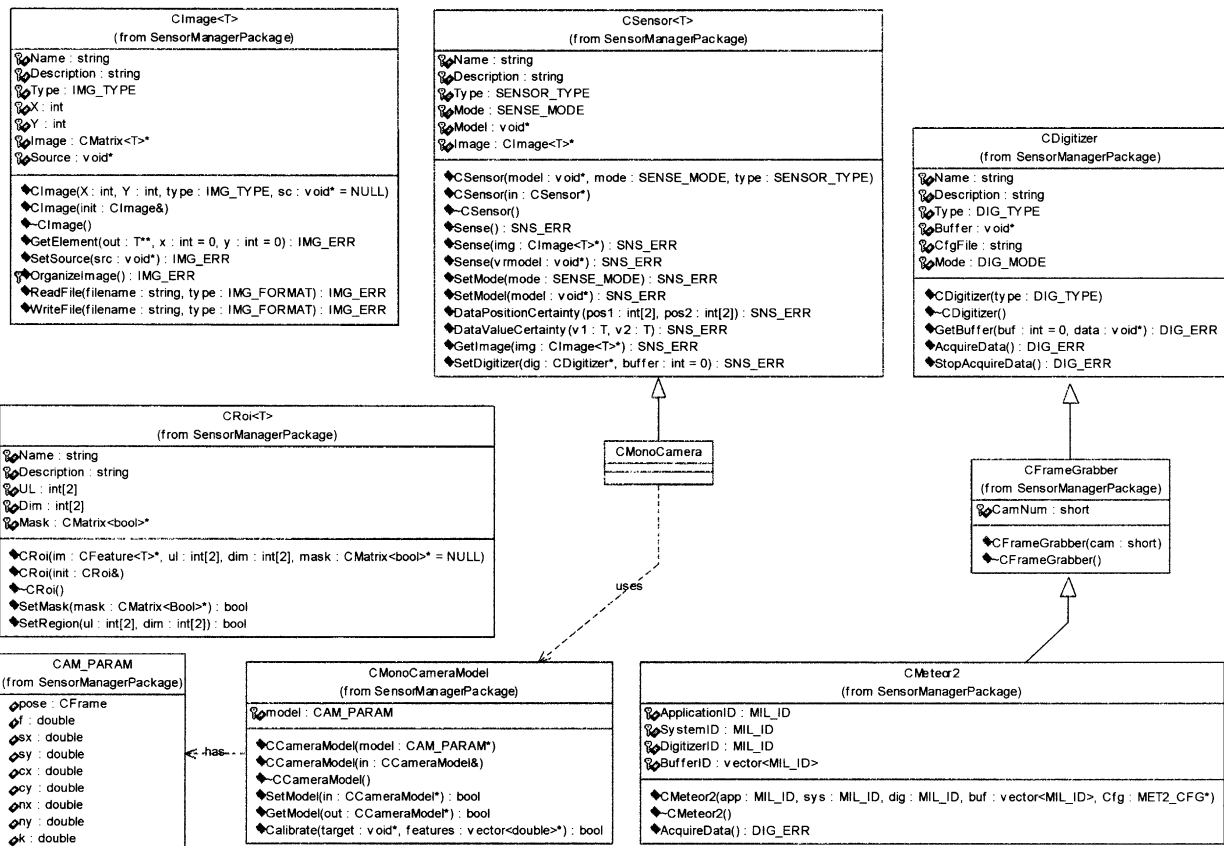 CImage<T>
(from SensorManagerPackage)
Name : string
Description : string
Type : IMG_TYPE
X : int
Y : int
Image : CMatrix<T>*
Source : void*
CImage(X : int, Y : int, type : IMG_TYPE, sc : void* = NULL)
CImage(init : CImage&)
~CImage()
GetElement(out : T**, x : int = 0, y : int = 0) : IMG_ERR
SetSource(src : void*) : IMG_ERR
OrganizeImage() : IMG_ERR
ReadFile(filename : string, type : IMG_FORMAT) : IMG_ERR
WriteFile(filename : string, type : IMG_FORMAT) : IMG_ERR
CSensor<T>
(from SensorManagerPackage)
Name : string
Description : string
Type : SENSOR_TYPE
Mode : SENSE_MODE
Model : void*
Image : CImage<T>*
CSensor(model : void*, mode : SENSE_MODE, type : SENSOR_TYPE)
CSensor(in : CSensor*)
~CSensor()
Sense() : SNS_ERR
Sense(img : CImage<T>*) : SNS_ERR
Sense(vrmodel : void*) : SNS_ERR
SetMode(mode : SENSE_MODE) : SNS_ERR
SetModel(model : void*) : SNS_ERR
DataPositionCertainty(pos1 : int[2], pos2 : int[2]) : SNS_ERR
DataValueCertainty(v1 : T, v2 : T) : SNS_ERR
GetImage(img : CImage<T>*) : SNS_ERR
SetDigitizer(dig : CDigitizer*, buffer : int = 0) : SNS_ERR
CDigitizer
(from SensorManagerPackage)
Name : string
Description : string
Type : DIG_TYPE
Buffer : void*
CfgFile : string
Mode : DIG_MODE
CDigitizer(type : DIG_TYPE)
~CDigitizer()
GetBuffer(buf : int = 0, data : void*) : DIG_ERR
AcquireData() : DIG_ERR
StopAcquireData() : DIG_ERR
CRoi<T>
(from SensorManagerPackage)
Name : string
Description : string
UL : int[2]
Dim : int[2]
Mask : CMatrix<bool>*
CRoi(im : CFeature<T>*, ul : int[2], dim : int[2], mask : CMatrix<bool>* = NULL)
CRoi(init : CRoi&)
~CRoi()
SetMask(mask : CMatrix<Bool>*) : bool
SetRegion(ul : int[2], dim : int[2]) : bool
CMonoCamera
CFrameGrabber
(from SensorManagerPackage)
CamNum : short
CFrameGrabber(cam : short)
~CFrameGrabber()
uses
CAM_PARAM
(from SensorManagerPackage)
pose : CFrame
f : double
sx : double
sy : double
cx : double
cy : double
nx : double
ny : double
k : double
has
CMonoCameraModel
(from SensorManagerPackage)
model : CAM_PARAM
CCameraModel(model : CAM_PARAM*)
CCameraModel(in : CCameraModel&)
~CCameraModel()
SetModel(in : CCameraModel*) : bool
GetModel(out : CCameraModel*) : bool
Calibrate(target : void*, features : vector<double>*) : bool
CMeteor2
(from SensorManagerPackage)
ApplicationID : MIL_ID
SystemID : MIL_ID
DigitizerID : MIL_ID
BufferID : vector<MIL_ID>
CMeteor2(app : MIL_ID, sys : MIL_ID, dig : MIL_ID, buf : vector<MIL_ID>, Cfg : MET2_CFG*)
~CMeteor2()
AcquireData() : DIG_ERR